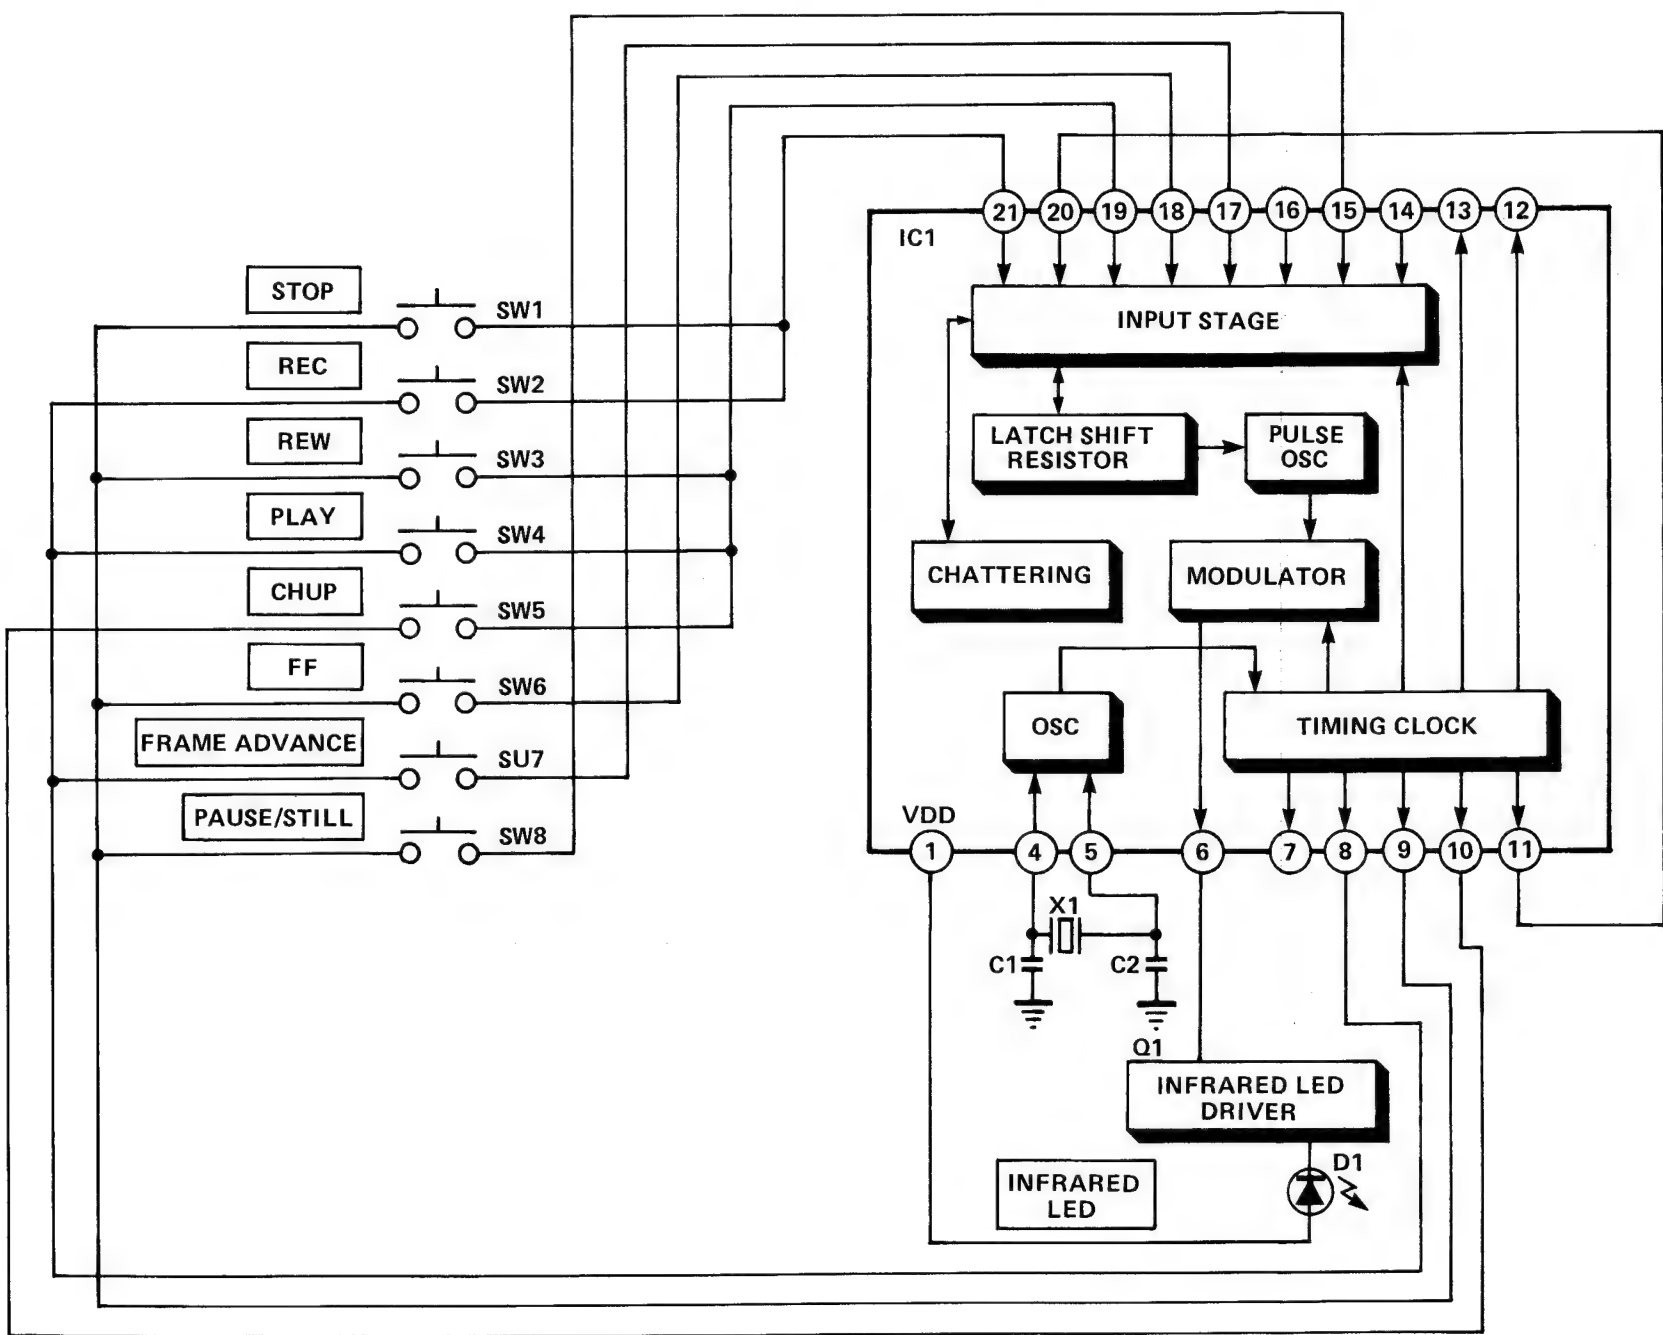 21 20 19 18 17 16 15 14 13 12
IC1
STOP
SW1
INPUT STAGE
REC
SW2
REW
SW3
LATCH SHIFT
RESISTOR
PULSE
OSC
PLAY
SW4
CHATTERING
MODULATOR
CHUP
SW5
FF
SW6
OSC
TIMING CLOCK
FRAME ADVANCE
SU7
PAUSE/STILL
SW8
VDD
1 4 5 6 7 8 9 10 11
X1
C1
C2
Q1
INFRARED LED
DRIVER
D1
INFRARED
LED